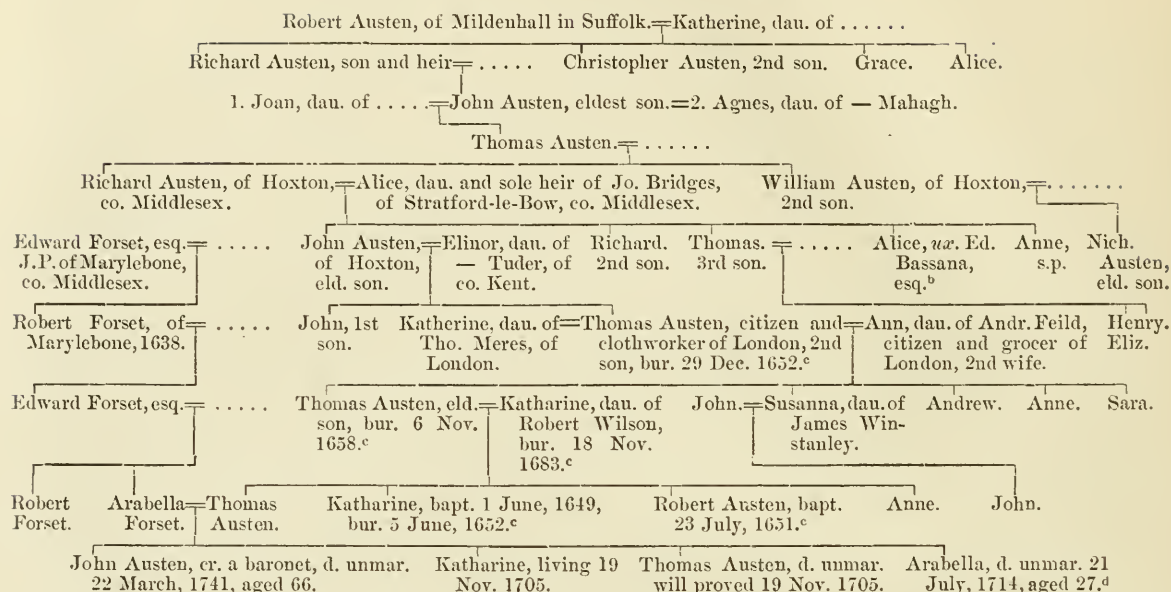 Robert Austen, of Mildenhall in Suffolk.=Katherine, dau. of . . . . . .
Richard Austen, son and heir= . . . . . Christopher Austen, 2nd son. Grace. Alice.
1. Joan, dau. of . . . . .=John Austen, eldest son.=2. Agnes, dau. of — Mahagh.
Thomas Austen.= . . . . . .
Richard Austen, of Hoxton,=Alice, dau. and sole heir of Jo. Bridges, William Austen, of Hoxton,= . . . . . . .
co. Middlesex. of Stratford-le-Bow, co. Middlesex. 2nd son.
Edward Forset, esq.= . . . . . John Austen,=Elinor, dau. of Richard. Thomas.= . . . . . Alice, ux. Ed. Anne, Nich.
J.P. of Marylebone, of Hoxton, — Tuder, of 2nd son. 3rd son. Bassana, s.p. Austen,
co. Middlesex. eld. son. co. Kent. esq.b eld. son.
Robert Forset, of= . . . . . John, 1st Katherine, dau. of=Thomas Austen, citizen and=Ann, dau. of Andr. Feild, Henry.
Marylebone, 1638. son. Tho. Meres, of clothworker of London, 2nd citizen and grocer of Eliz.
London. son, bur. 29 Dec. 1652.c London, 2nd wife.
Edward Forset, esq.= . . . . . Thomas Austen, eld.=Katharine, dau. of John.=Susanna, dau. of Andrew. Anne. Sara.
son, bur. 6 Nov. Robert Wilson, James Win-
1658.c bur. 18 Nov. stanley.
1683.c
Robert Arabella=Thomas Katharine, bapt. 1 June, 1649, Robert Austen, bapt. Anne. John.
Forset. Forset. Austen. bur. 5 June, 1652.c 23 July, 1651.c
John Austen, cr. a baronet, d. unmar. Katharine, living 19 Thomas Austen, d. unmar. Arabella, d. unmar. 21
22 March, 1741, aged 66. Nov. 1705. will proved 19 Nov. 1705. July, 1714, aged 27.d